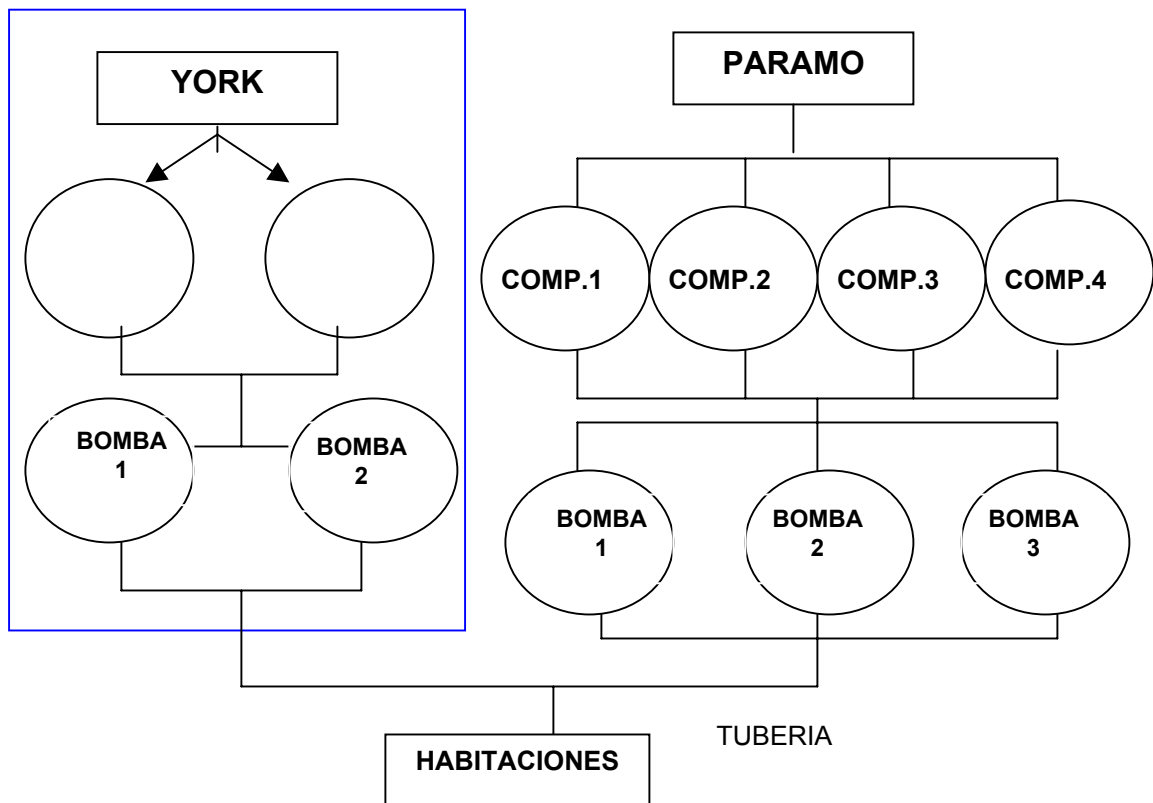 YORK
PARAMO
COMP.1
COMP.2
COMP.3
COMP.4
BOMBA
1
BOMBA
2
BOMBA
1
BOMBA
2
BOMBA
3
TUBERIA
HABITACIONES